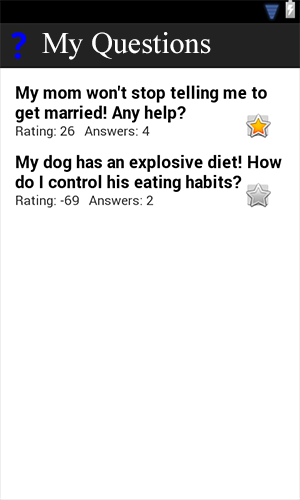 ? My Questions
My mom won't stop telling me to
get married! Any help?
Rating: 26 Answers: 4
My dog has an explosive diet! How
do I control his eating habits?
Rating: -69 Answers: 2